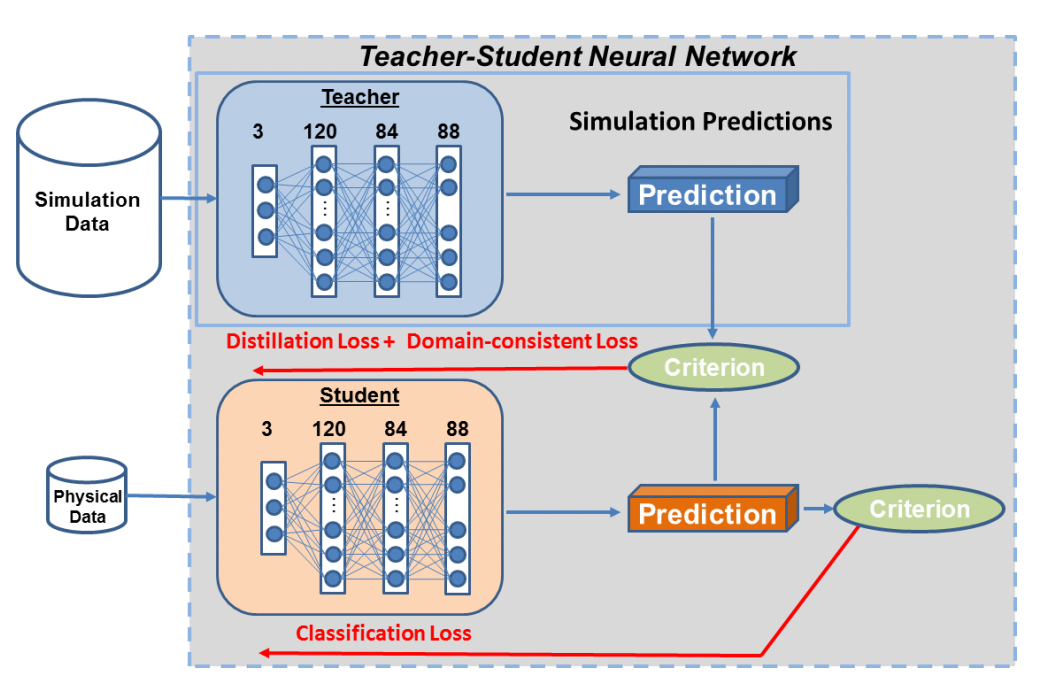 Teacher-Student Neural Network
Teacher
3 120 84 88
Simulation Predictions
Simulation
Data
Prediction
Distillation Loss + Domain-consistent Loss
Criterion
Student
3 120 84 88
Physical
Data
Prediction
Criterion
Classification Loss